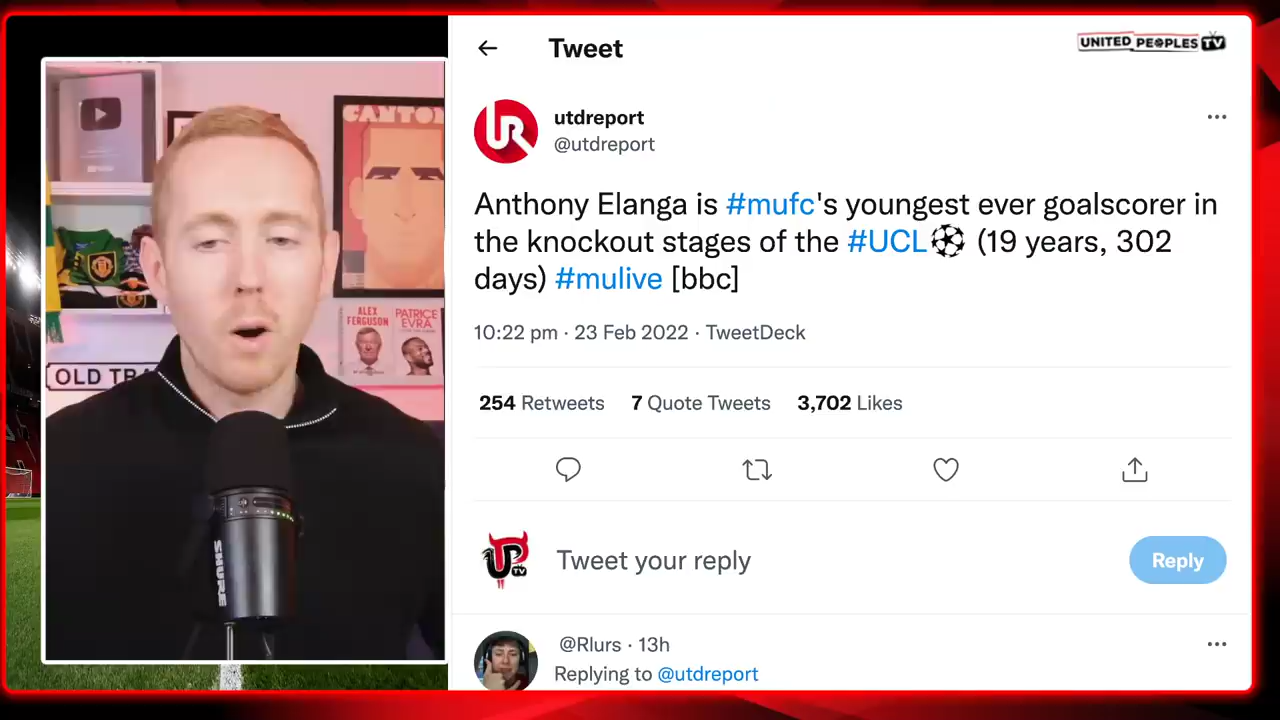 CANTON
ALEX
FERGUSON
PATRICE
EVRA
OLD TRA
SHURE
Tweet
UNITED PEOPLES TV
utdreport
@utdreport
Anthony Elanga is #mufc's youngest ever goalscorer in
the knockout stages of the #UCL⚽ (19 years, 302
days) #mulive [bbc]
10:22 pm · 23 Feb 2022 · TweetDeck
254 Retweets 7 Quote Tweets 3,702 Likes
UP TV
Tweet your reply
Reply
@Rlurs · 13h
Replying to @utdreport